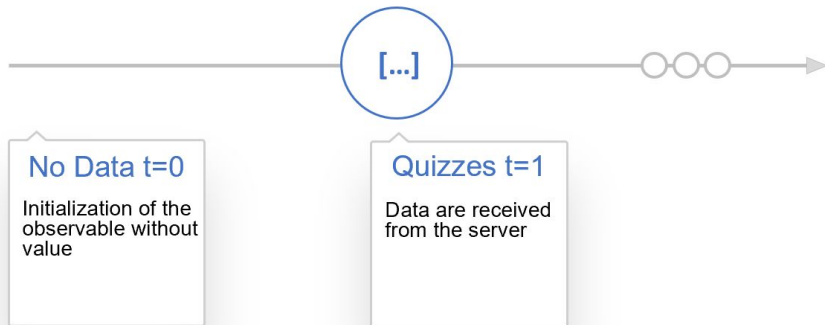 [...]
No Data t=0
Initialization of the
observable without
value
Quizzes t=1
Data are received
from the server